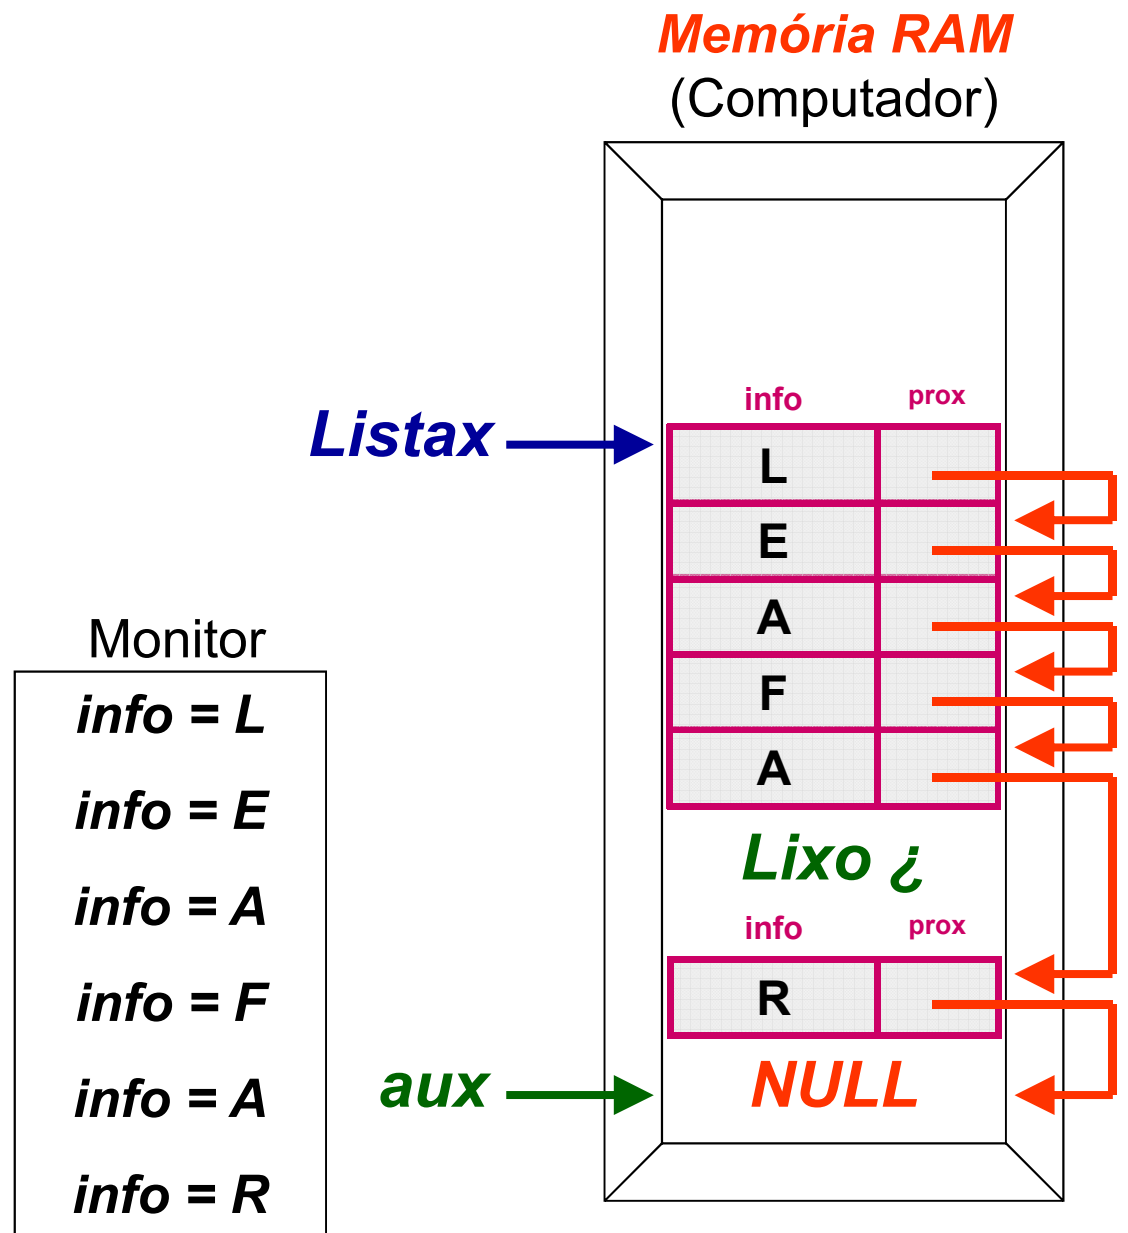 Memória RAM
(Computador)
info prox
Listax
L
E
A
F
A
Lixo ¿
info prox
R
aux
NULL
Monitor
info = L
info = E
info = A
info = F
info = A
info = R